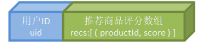 用户ID
uid
推荐商品评分数组
recs:[ { productId, score } ]